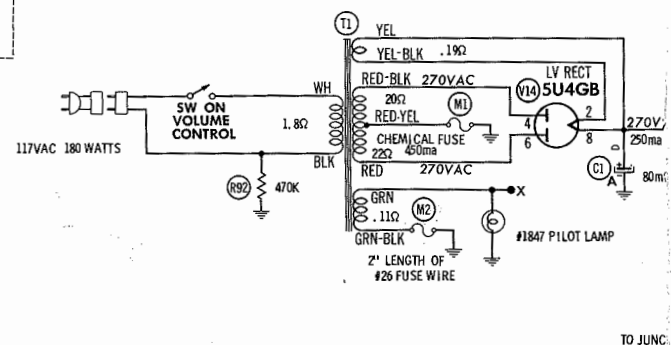 T1
YEL
.19Ω
YEL-BLK
LV RECT
V14 5U4GB
RED-BLK 270VAC
WH
20Ω
M1
SW ON
VOLUME
CONTROL
RED-YEL
1.8Ω
CHEMICAL FUSE
450ma
4
2
6
8
270V
250ma
117VAC 180 WATTS
BLK
22Ω
RED
270VAC
C1
A
80m
R92
470K
GRN
X
.11Ω
M2
GRN-BLK
#1847 PILOT LAMP
2" LENGTH OF
#26 FUSE WIRE
TO JUNC